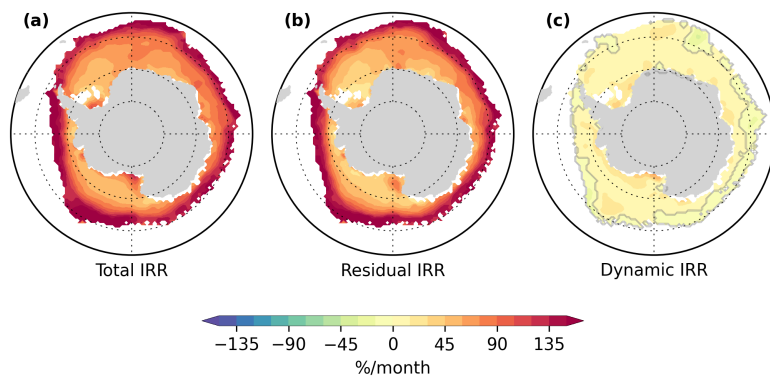 (a) (b) (c)
Total IRR Residual IRR Dynamic IRR
−135 −90 −45 0 45 90 135
%/month